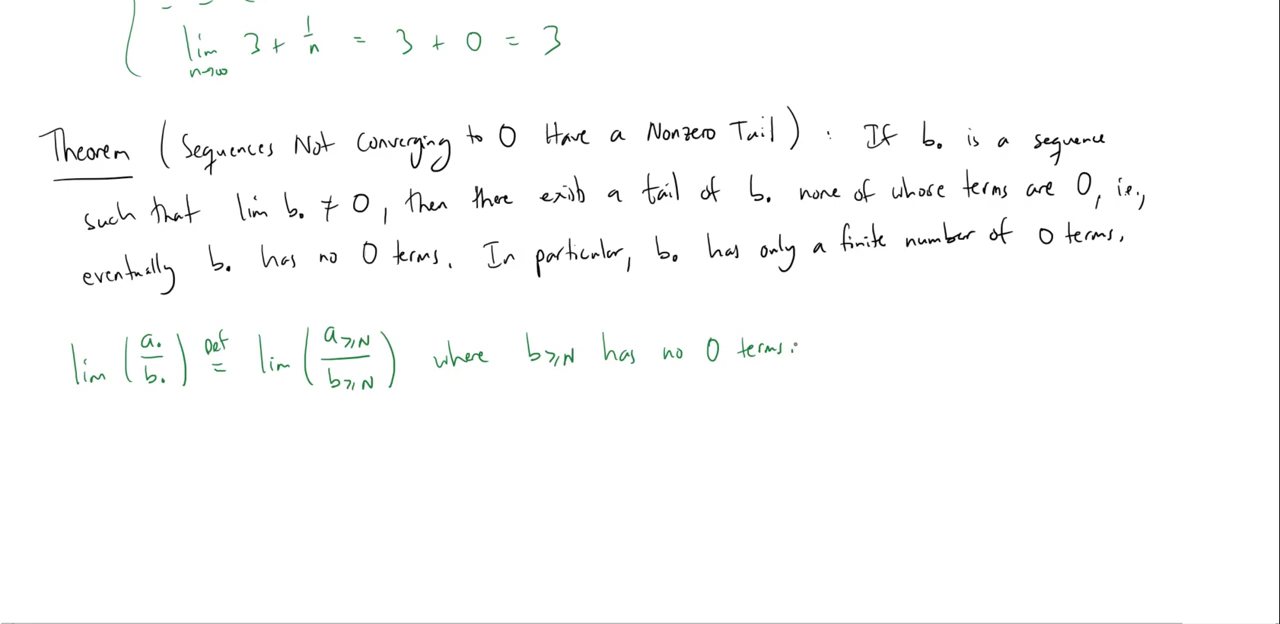 lim n→∞ 3 + 1/n = 3 + 0 = 3
Theorem (Sequences Not Converging to 0 Have a Nonzero Tail): If b. is a sequence
such that lim b. ≠ 0, then there exists a tail of b. none of whose terms are 0, i.e.,
eventually b. has no 0 terms. In particular, b. has only a finite number of 0 terms.
lim (a./b.) Def= lim (a≥N/b≥N) where b≥N has no 0 terms.